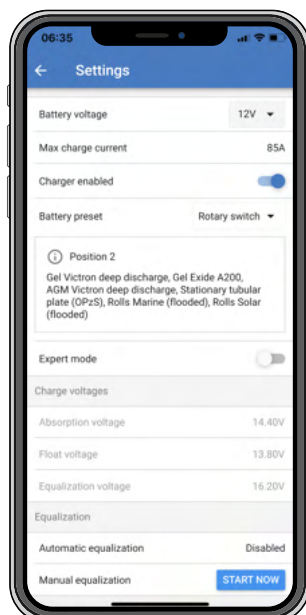 06:35
Settings
Battery voltage 12V
Max charge current 85A
Charger enabled
Battery preset Rotary switch
Position 2
Gel Victron deep discharge, Gel Exide A200,
AGM Victron deep discharge, Stationary tubular
plate (OPzS), Rolls Marine (flooded), Rolls Solar
(flooded)
Expert mode
Charge voltages
Absorption voltage 14.40V
Float voltage 13.80V
Equalization voltage 16.20V
Equalization
Automatic equalization Disabled
Manual equalization START NOW